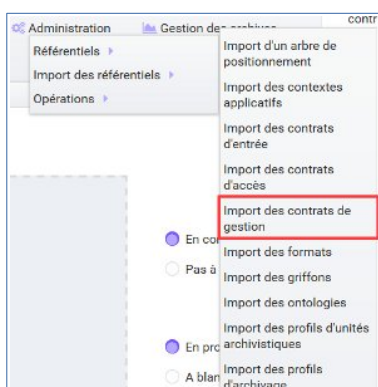 contr
Administration
Gestion des archives
Référentiels
Import des référentiels
Opérations
Import d'un arbre de
positionnement
Import des contextes
applicatifs
Import des contrats
d'entrée
Import des contrats
d'accès
Import des contrats de
gestion
Import des formats
Import des griffons
Import des ontologies
Import des profils d'unités
archivistiques
Import des profils
d'archivage
En co
Pas à
En pro
A blan